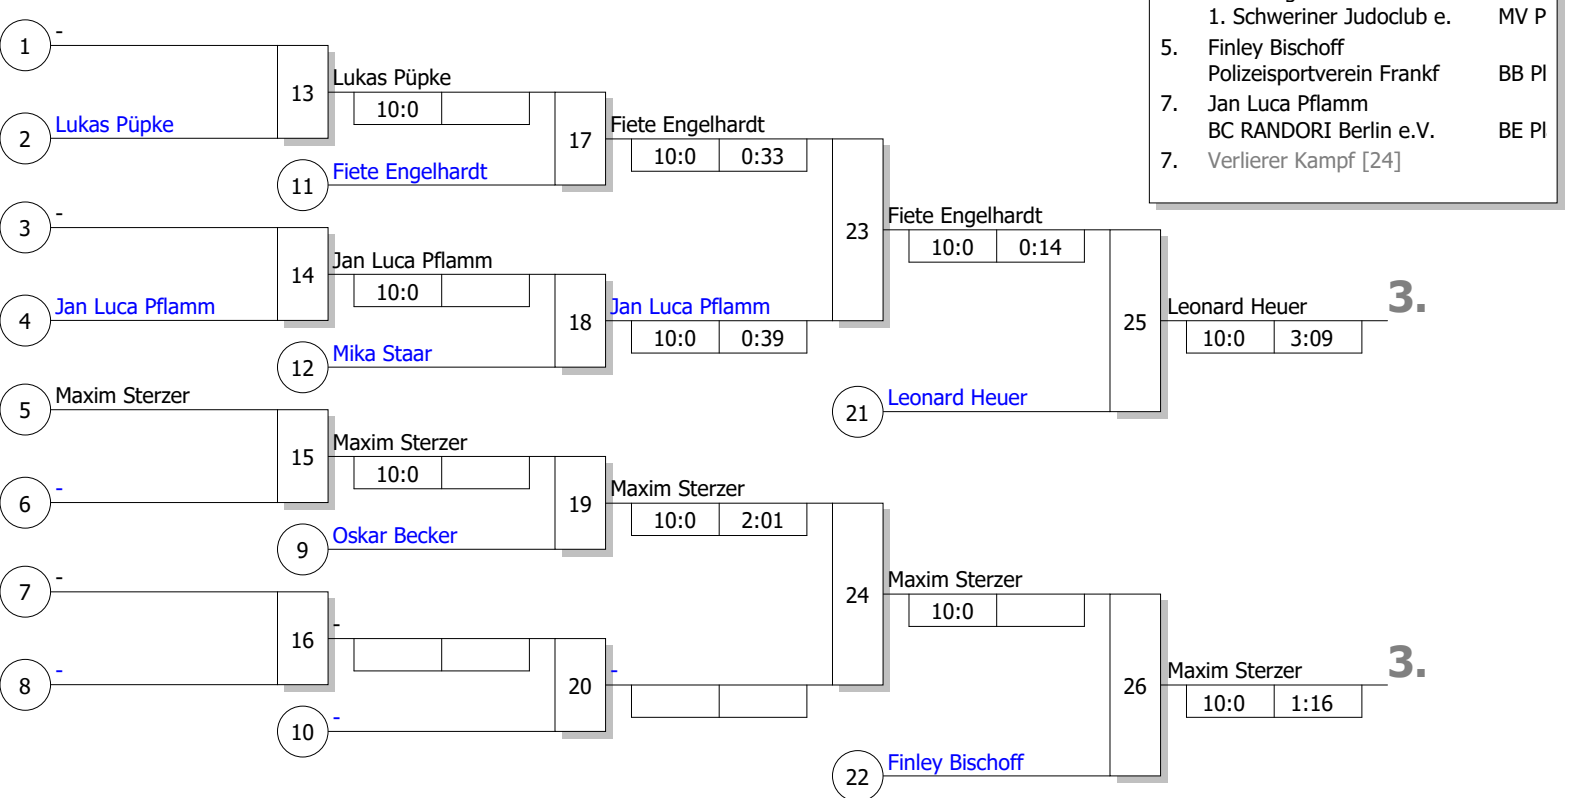 1. Schweriner Judoclub e. MV P
5. Finley Bischoff
Polizeisportverein Frankf BB Pl
7. Jan Luca Pflamm
BC RANDORI Berlin e.V. BE Pl
7. Verlierer Kampf [24]
1 -
13 Lukas Püpke
10:0
2 Lukas Püpke
17 Fiete Engelhardt
10:0 0:33
11 Fiete Engelhardt
3 -
23 Fiete Engelhardt
10:0 0:14
14 Jan Luca Pflamm
10:0
4 Jan Luca Pflamm
18 Jan Luca Pflamm
10:0 0:39
12 Mika Staar
25 Leonard Heuer 3.
10:0 3:09
21 Leonard Heuer
5 Maxim Sterzer
15 Maxim Sterzer
10:0
6 -
19 Maxim Sterzer
10:0 2:01
9 Oskar Becker
7 -
24 Maxim Sterzer
10:0
16 -
8 -
20 -
10 -
26 Maxim Sterzer 3.
10:0 1:16
22 Finley Bischoff